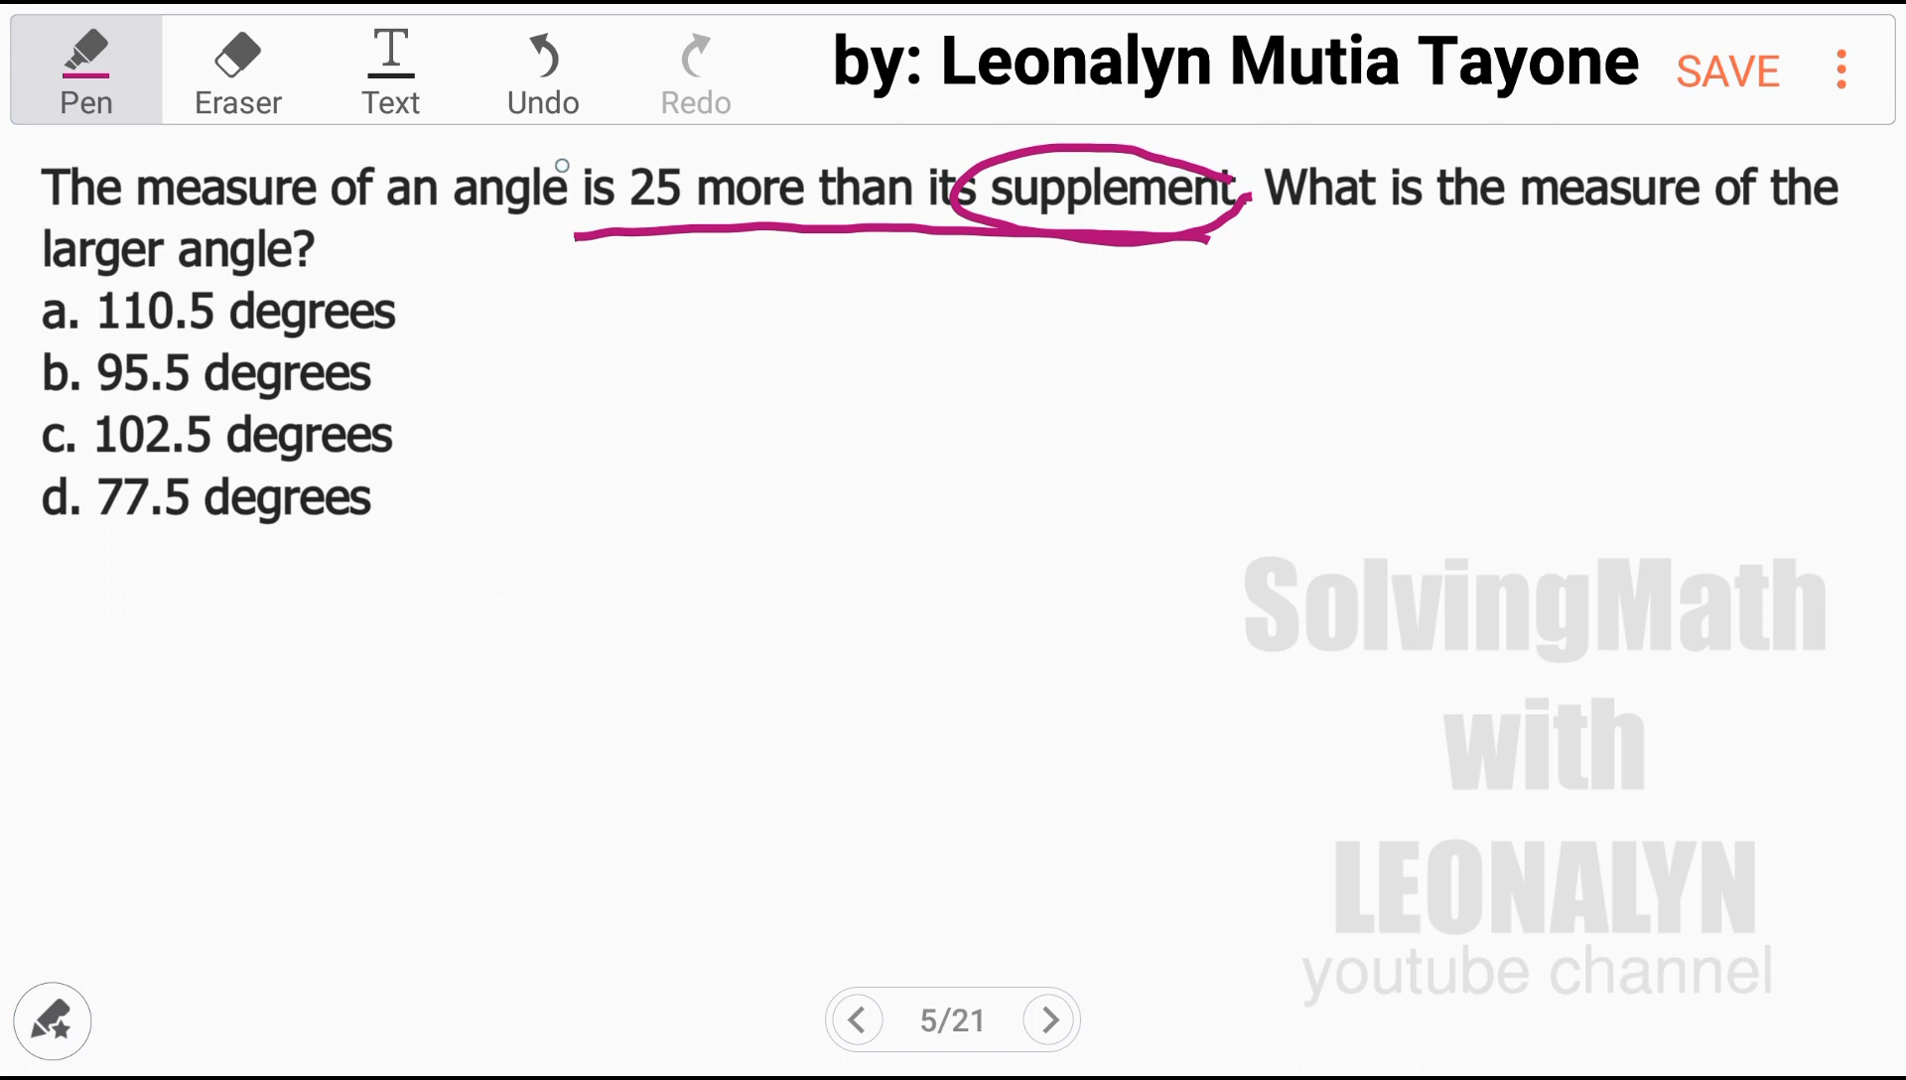 Pen Eraser Text Undo Redo by: Leonalyn Mutia Tayone SAVE
The measure of an angle is 25 more than its supplement. What is the measure of the
larger angle?
a. 110.5 degrees
b. 95.5 degrees
c. 102.5 degrees
d. 77.5 degrees
SolvingMath
with
LEONALYN
youtube channel
5/21